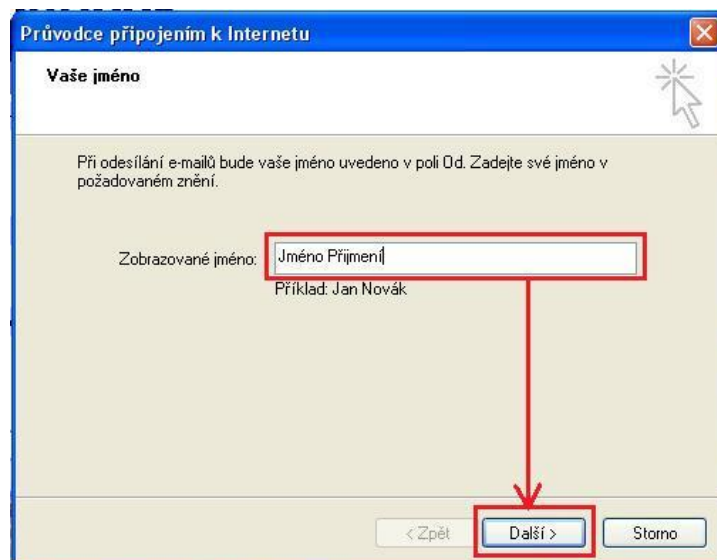 Průvodce připojením k Internetu
Vaše jméno
Při odesílání e-mailů bude vaše jméno uvedeno v poli Od. Zadejte své jméno v
požadovaném znění.
Zobrazované jméno: Jméno Přijmení
Příklad: Jan Novák
< Zpět Další > Storno